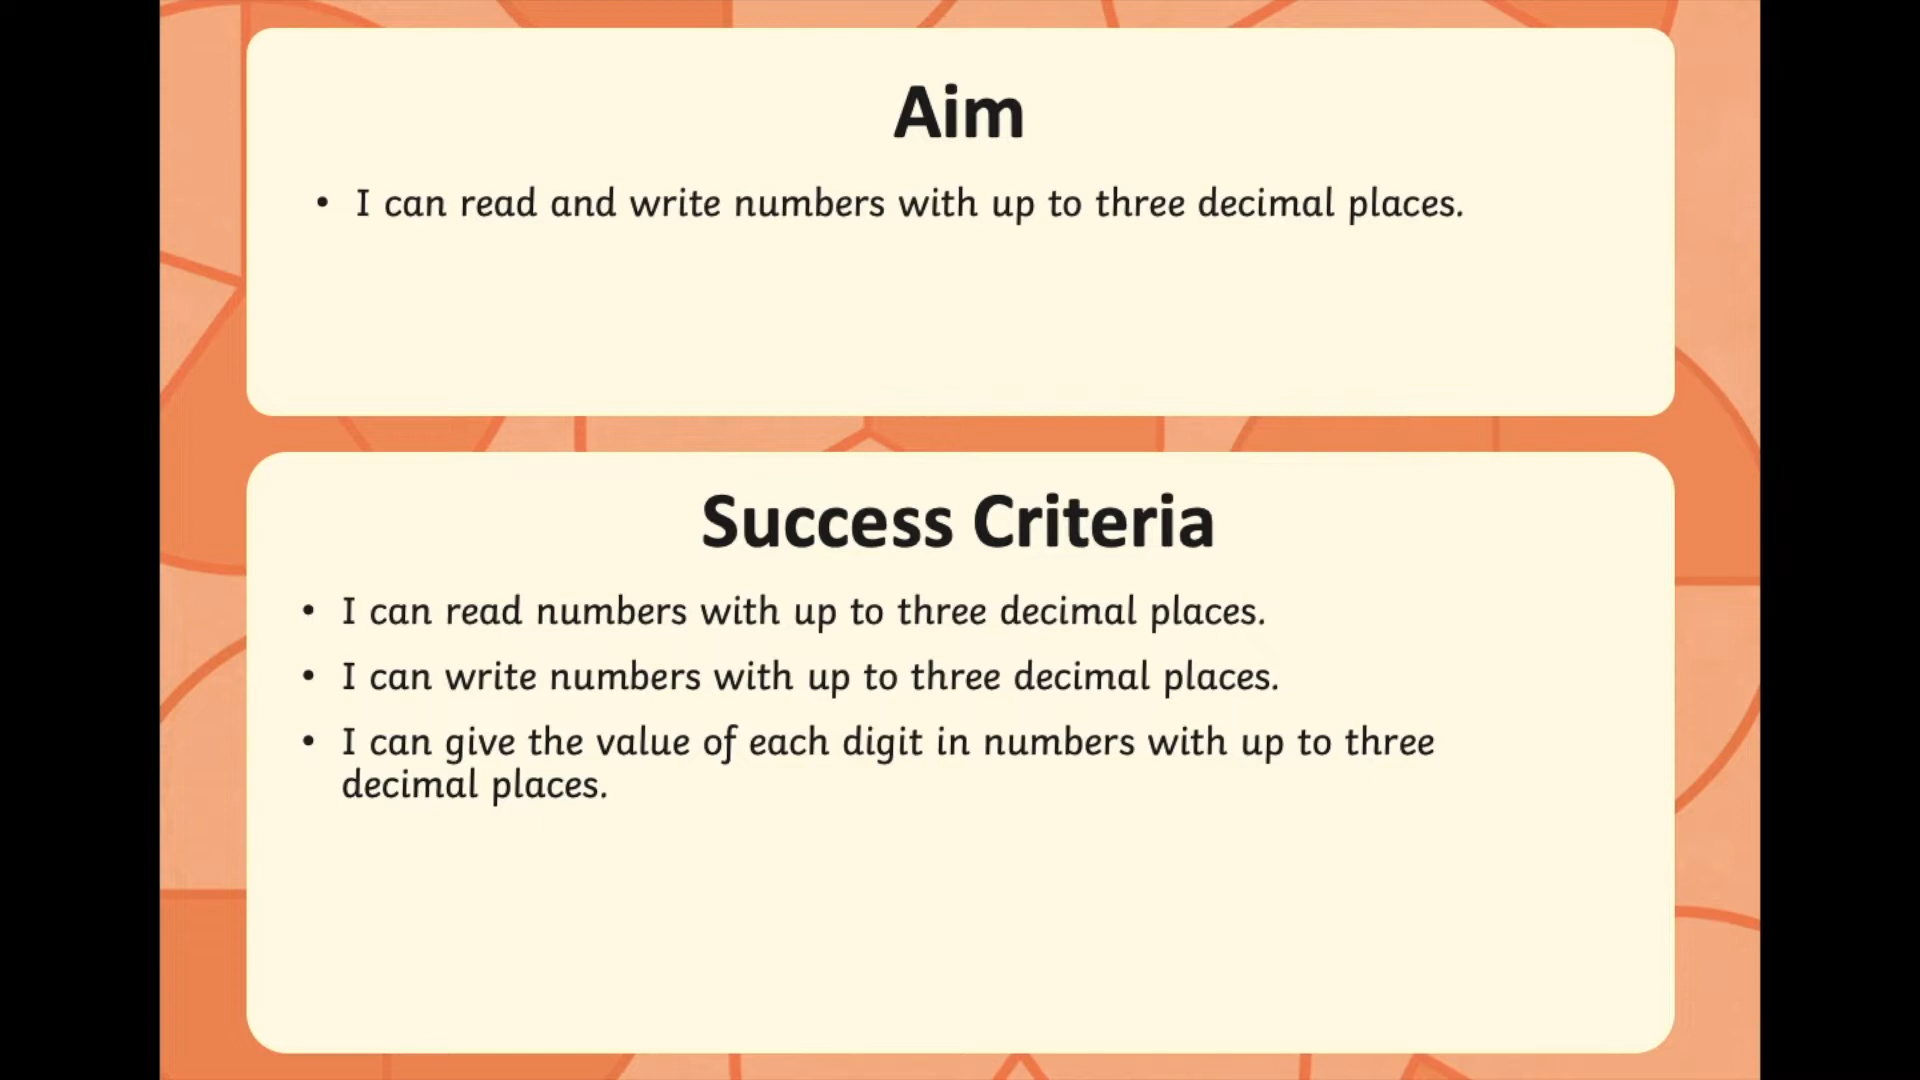 Aim
• I can read and write numbers with up to three decimal places.
Success Criteria
• I can read numbers with up to three decimal places.
• I can write numbers with up to three decimal places.
• I can give the value of each digit in numbers with up to three
decimal places.